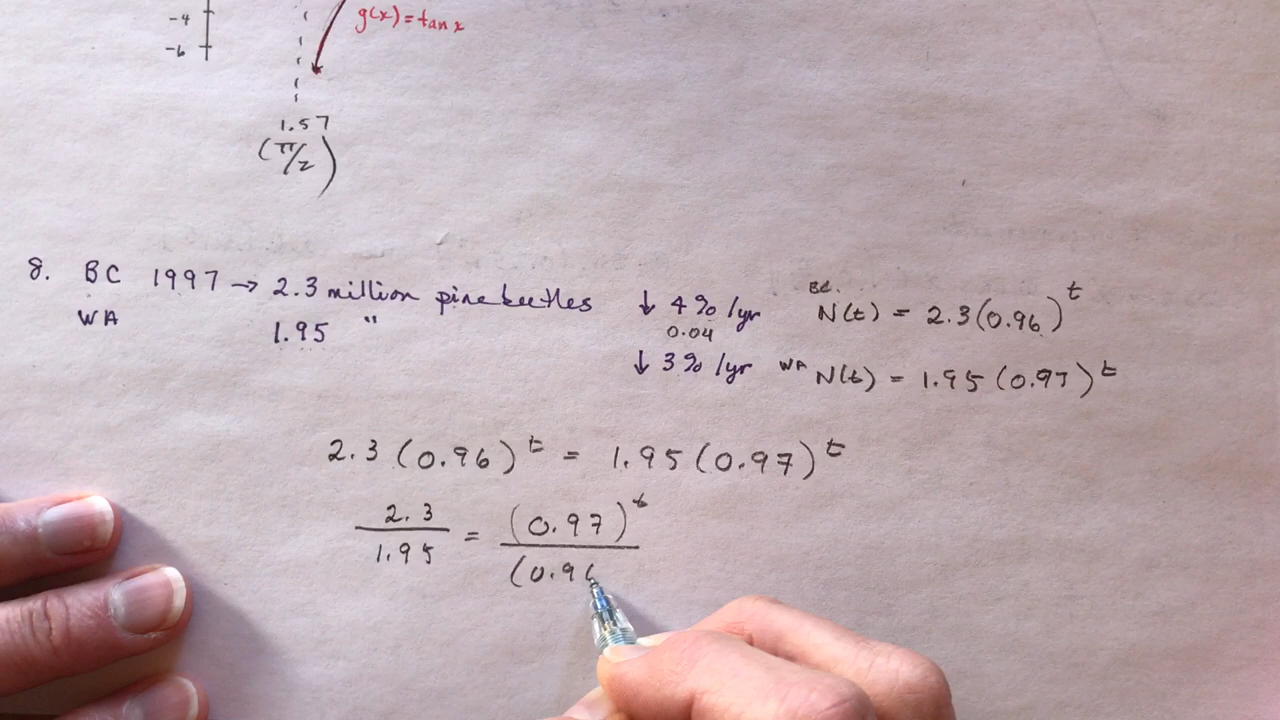 -4
g(x) = tan x
-6
1.57
(π/2)
8. BC 1997 → 2.3 million pine beetles ↓ 4% /yr BC. N(t) = 2.3(0.96)^t
WA 1.95 " 0.04
↓ 3% /yr WA N(t) = 1.95 (0.97)^t
2.3 (0.96)^t = 1.95 (0.97)^t
2.3 / 1.95 = (0.97)^t / (0.96